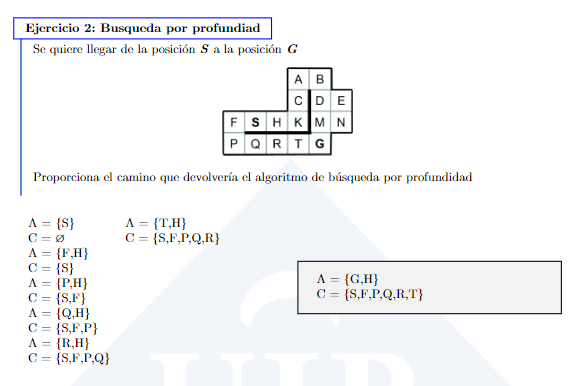 Ejercicio 2: Busqueda por profundiad
Se quiere llegar de la posición S a la posición G
A B
C D E
F S H K M N
P Q R T G
Proporciona el camino que devolvería el algoritmo de búsqueda por profundidad
Λ = {S}
C = ∅
Λ = {F,H}
C = {S}
Λ = {P,H}
C = {S,F}
Λ = {Q,H}
C = {S,F,P}
Λ = {R,H}
C = {S,F,P,Q}
Λ = {T,H}
C = {S,F,P,Q,R}
Λ = {G,H}
C = {S,F,P,Q,R,T}